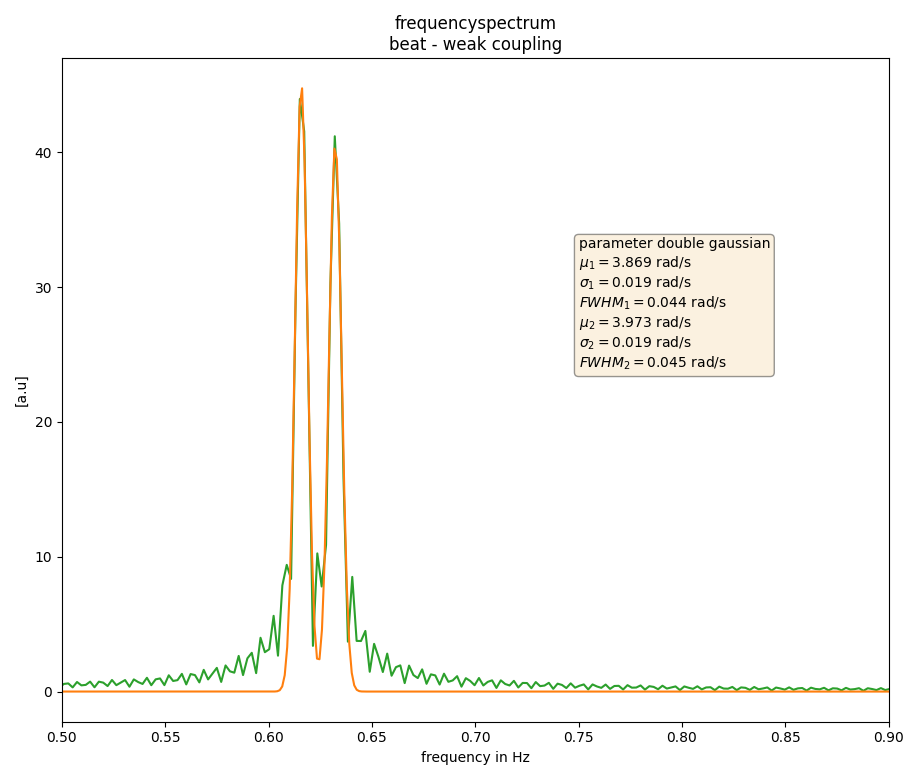 frequencyspectrum
beat - weak coupling
[a.u]
40
30
20
10
0
parameter double gaussian
μ₁ = 3.869 rad/s
σ₁ = 0.019 rad/s
FWHM₁ = 0.044 rad/s
μ₂ = 3.973 rad/s
σ₂ = 0.019 rad/s
FWHM₂ = 0.045 rad/s
0.50 0.55 0.60 0.65 0.70 0.75 0.80 0.85 0.90
frequency in Hz